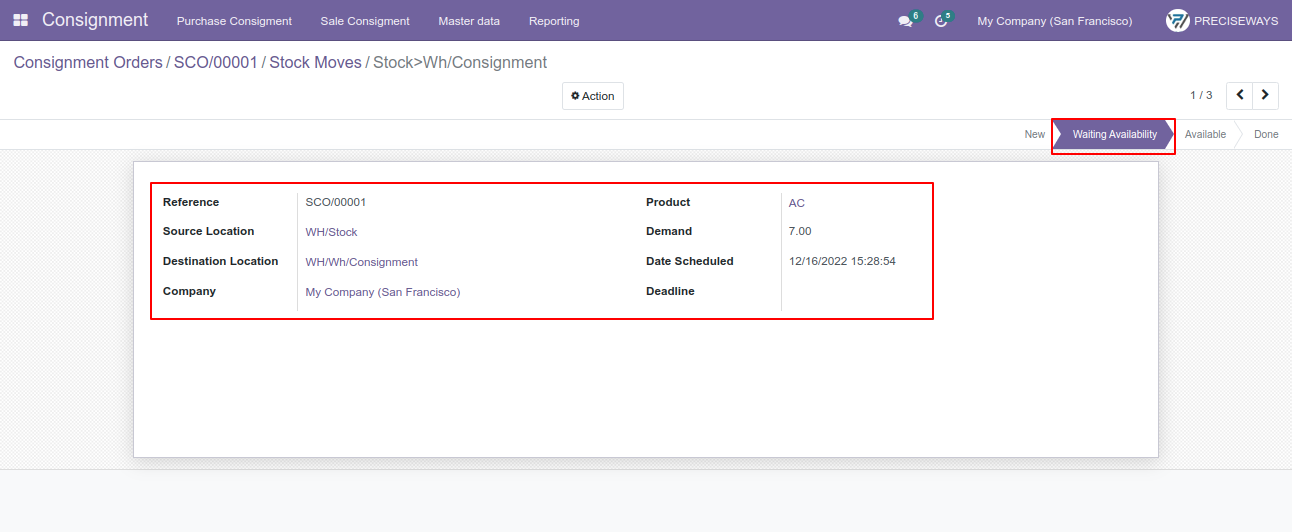 Consignment Purchase Consigment Sale Consigment Master data Reporting 6 5 My Company (San Francisco) PRECISEWAYS
Consignment Orders / SCO/00001 / Stock Moves / Stock>Wh/Consignment
Action 1 / 3
New Waiting Availability Available Done
Reference SCO/00001 Product AC
Source Location WH/Stock Demand 7.00
Destination Location WH/Wh/Consignment Date Scheduled 12/16/2022 15:28:54
Company My Company (San Francisco) Deadline